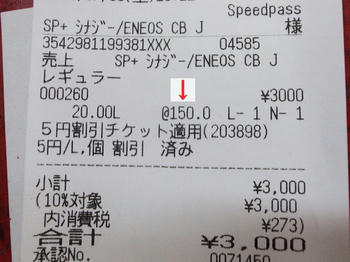 Speedpass
SP+ ｼﾅｼﾞｰ/ENEOS CB J 様
3542981199381XXX 04585
売上 SP+ ｼﾅｼﾞｰ/ENEOS CB J
レギュラー
000260 ¥3000
20.00L @150.0 L- 1 N- 1
５円割引チケット適用(203898)
5円/L,個 割引 済み
小計 ¥3,000
(10%対象 ¥3,000
内消費税 ¥273)
合計 ¥3,000
承認No. 0071450